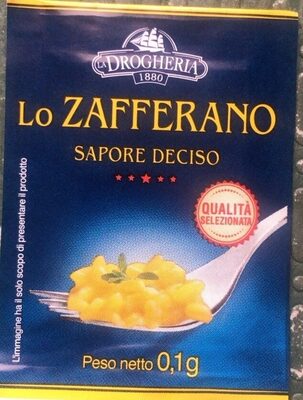 LA DROGHERIA
1880
Lo ZAFFERANO
SAPORE DECISO
QUALITÀ
SELEZIONATA
L'immagine ha il solo scopo di presentare il prodotto
Peso netto 0,1g